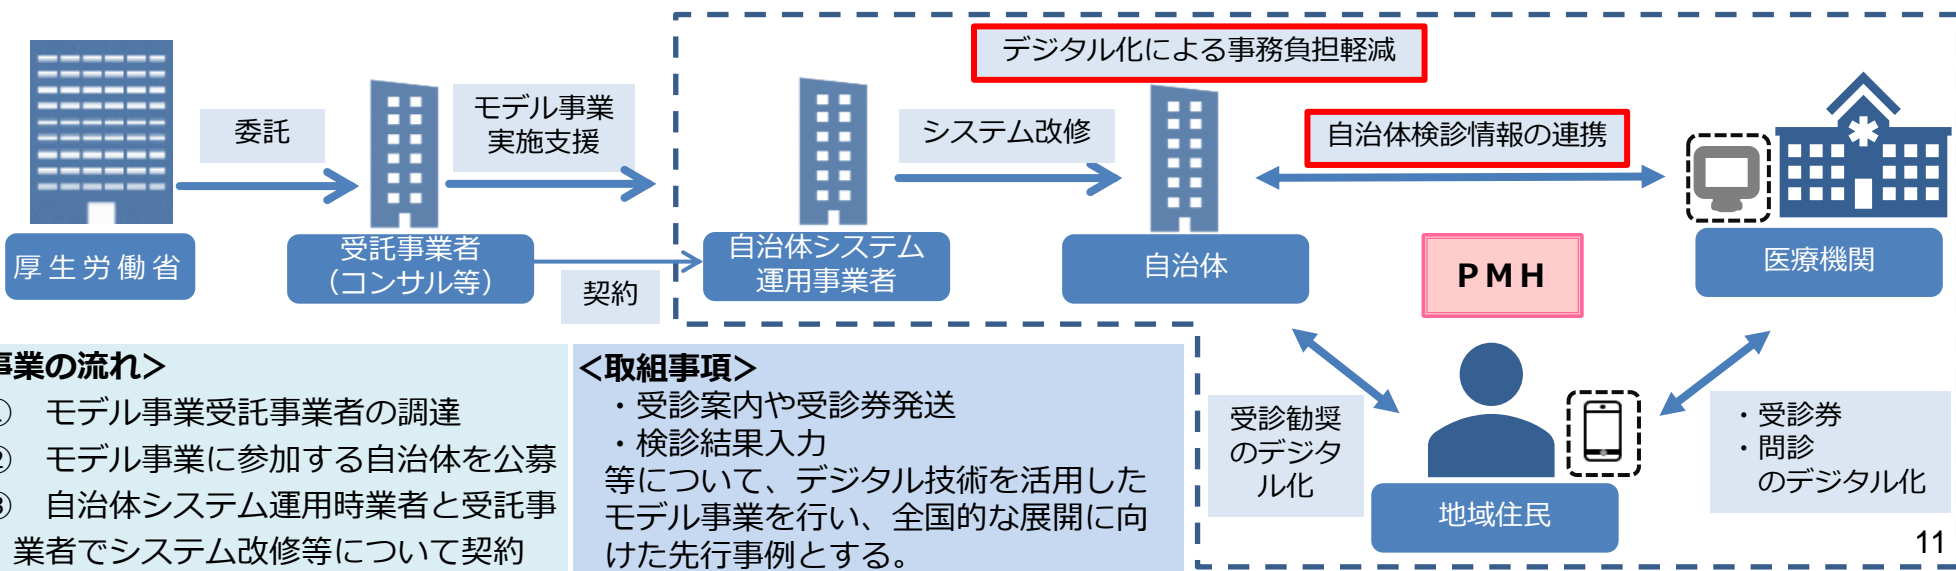 デジタル化による事務負担軽減
委託
モデル事業
実施支援
システム改修
自治体検診情報の連携
厚生労働省
受託事業者
（コンサル等）
契約
自治体システム
運用事業者
自治体
PMH
医療機関
事業の流れ＞
① モデル事業受託事業者の調達
② モデル事業に参加する自治体を公募
③ 自治体システム運用時業者と受託事
業者でシステム改修等について契約
＜取組事項＞
・受診案内や受診券発送
・検診結果入力
等について、デジタル技術を活用した
モデル事業を行い、全国的な展開に向
けた先行事例とする。
受診勧奨
のデジタ
ル化
地域住民
・受診券
・問診
のデジタル化
11